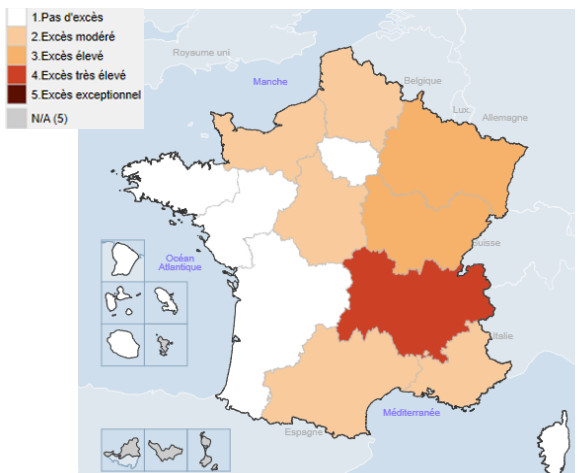 1.Pas d'excès
2.Excès modéré
3.Excès élevé
4.Excès très élevé
5.Excès exceptionnel
N/A (5)
Royaume uni
Manche
Belgique
Lux
Allemagne
Suisse
Océan
Atlantique
Italie
Méditerranée
Espagne